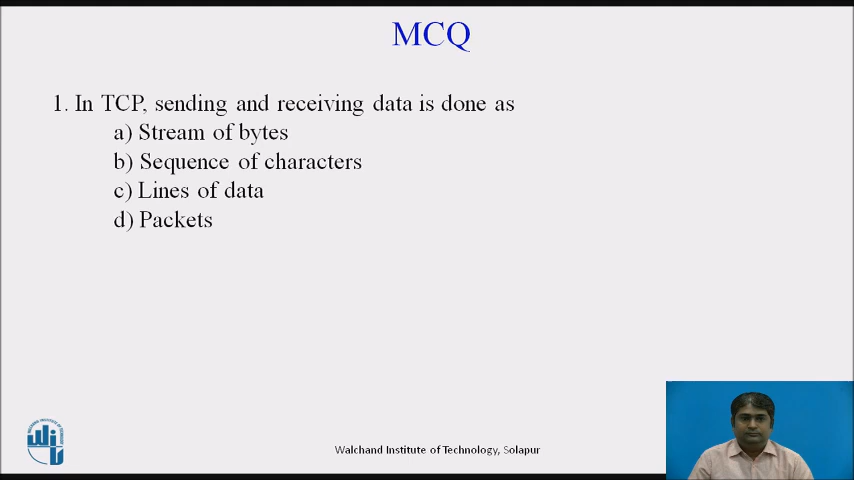 MCQ
1. In TCP, sending and receiving data is done as
a) Stream of bytes
b) Sequence of characters
c) Lines of data
d) Packets
Walchand Institute of Technology, Solapur